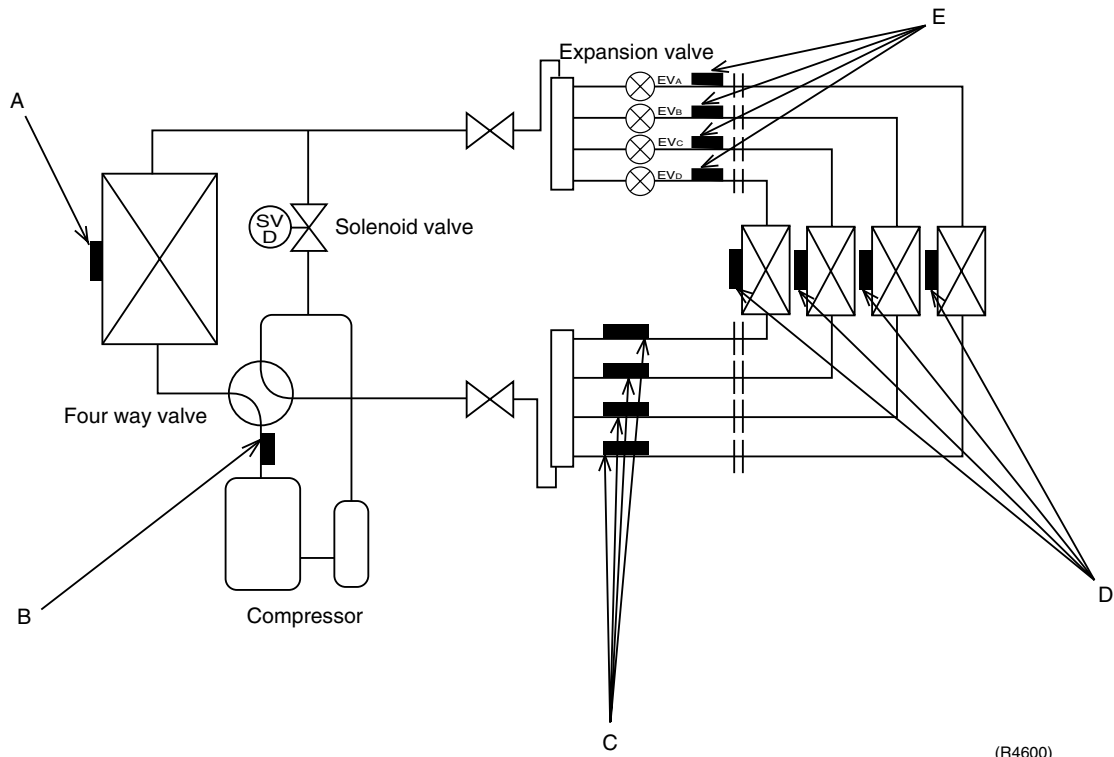 E
Expansion valve
A
EVA
EVB
EVC
EVD
SV
D
Solenoid valve
Four way valve
B
Compressor
D
C
(R4600)